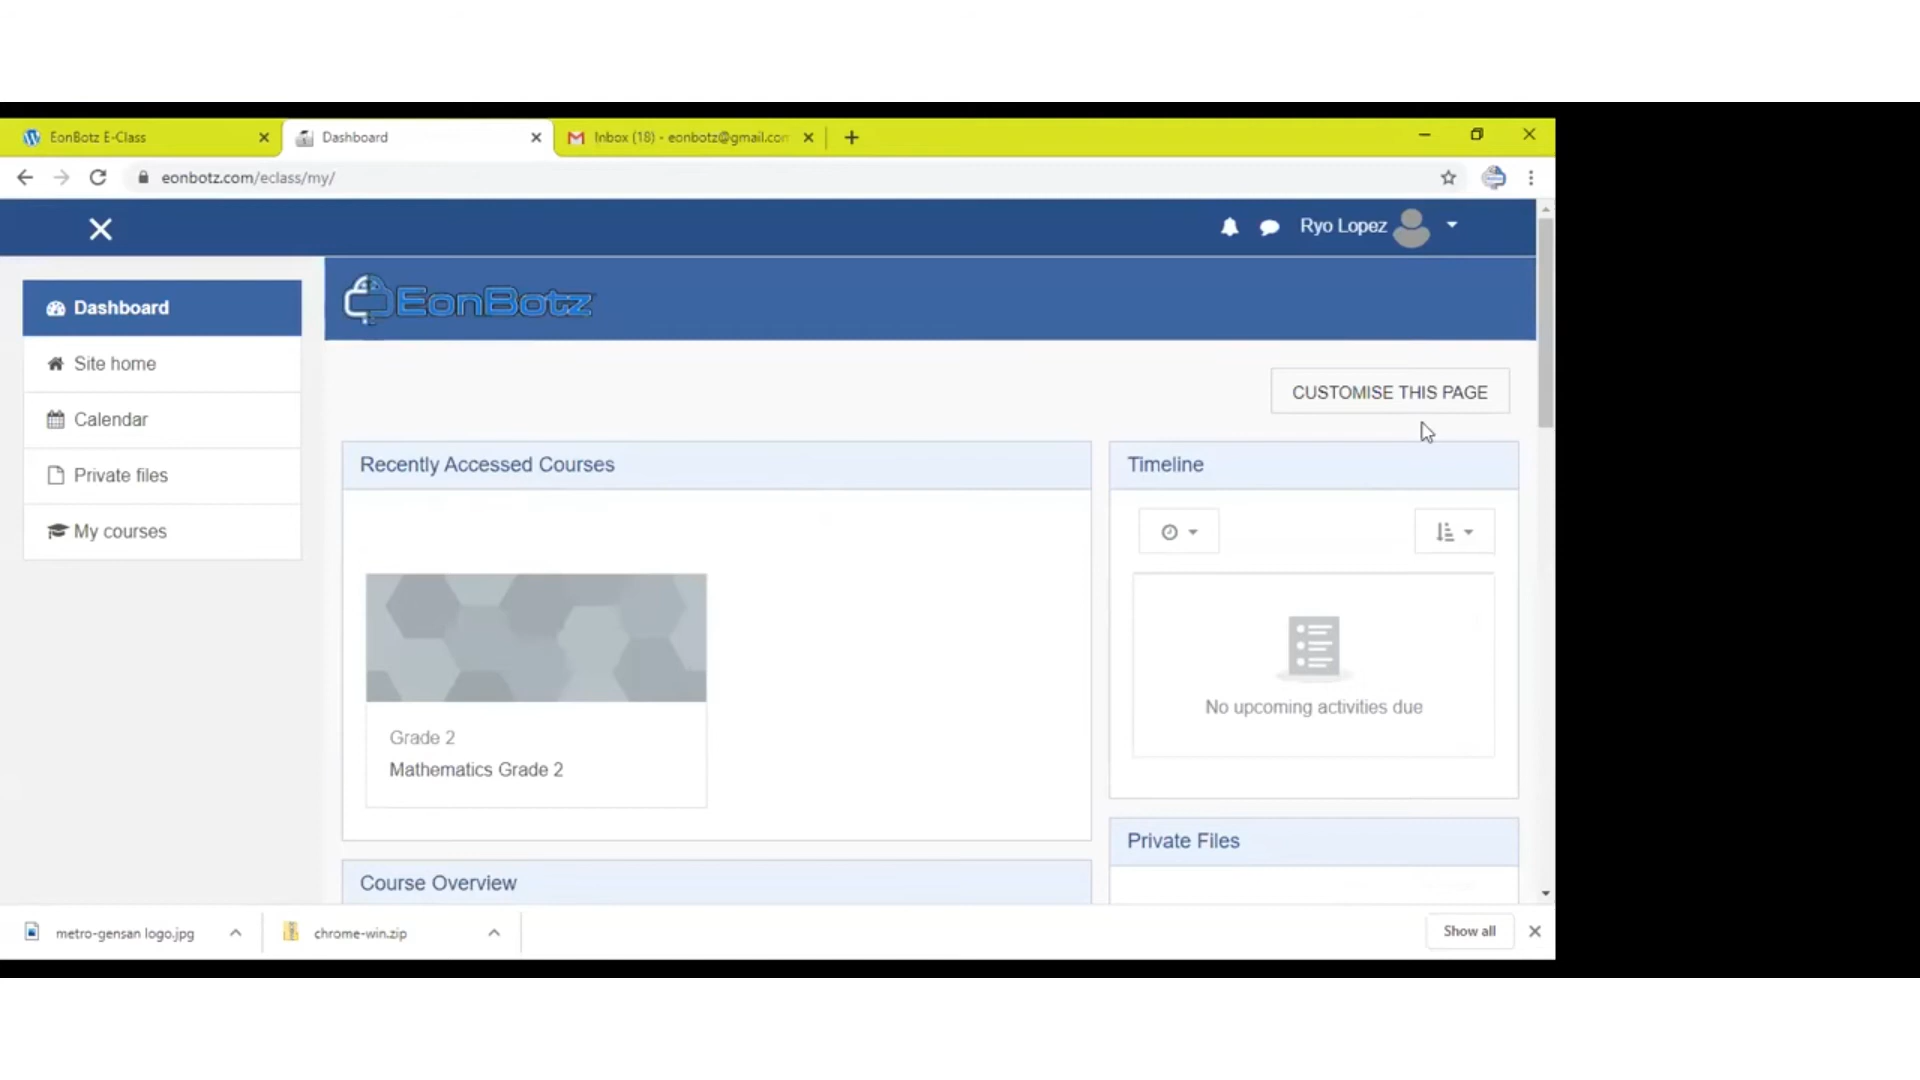 EonBotz E-Class
Dashboard
Inbox (18) - eonbotz@gmail.com
eonbotz.com/eclass/my/
Ryo Lopez
Dashboard
Site home
Calendar
Private files
My courses
EonBotz
CUSTOMISE THIS PAGE
Recently Accessed Courses
Grade 2
Mathematics Grade 2
Course Overview
Timeline
No upcoming activities due
Private Files
metro-gensan logo.jpg
chrome-win.zip
Show all